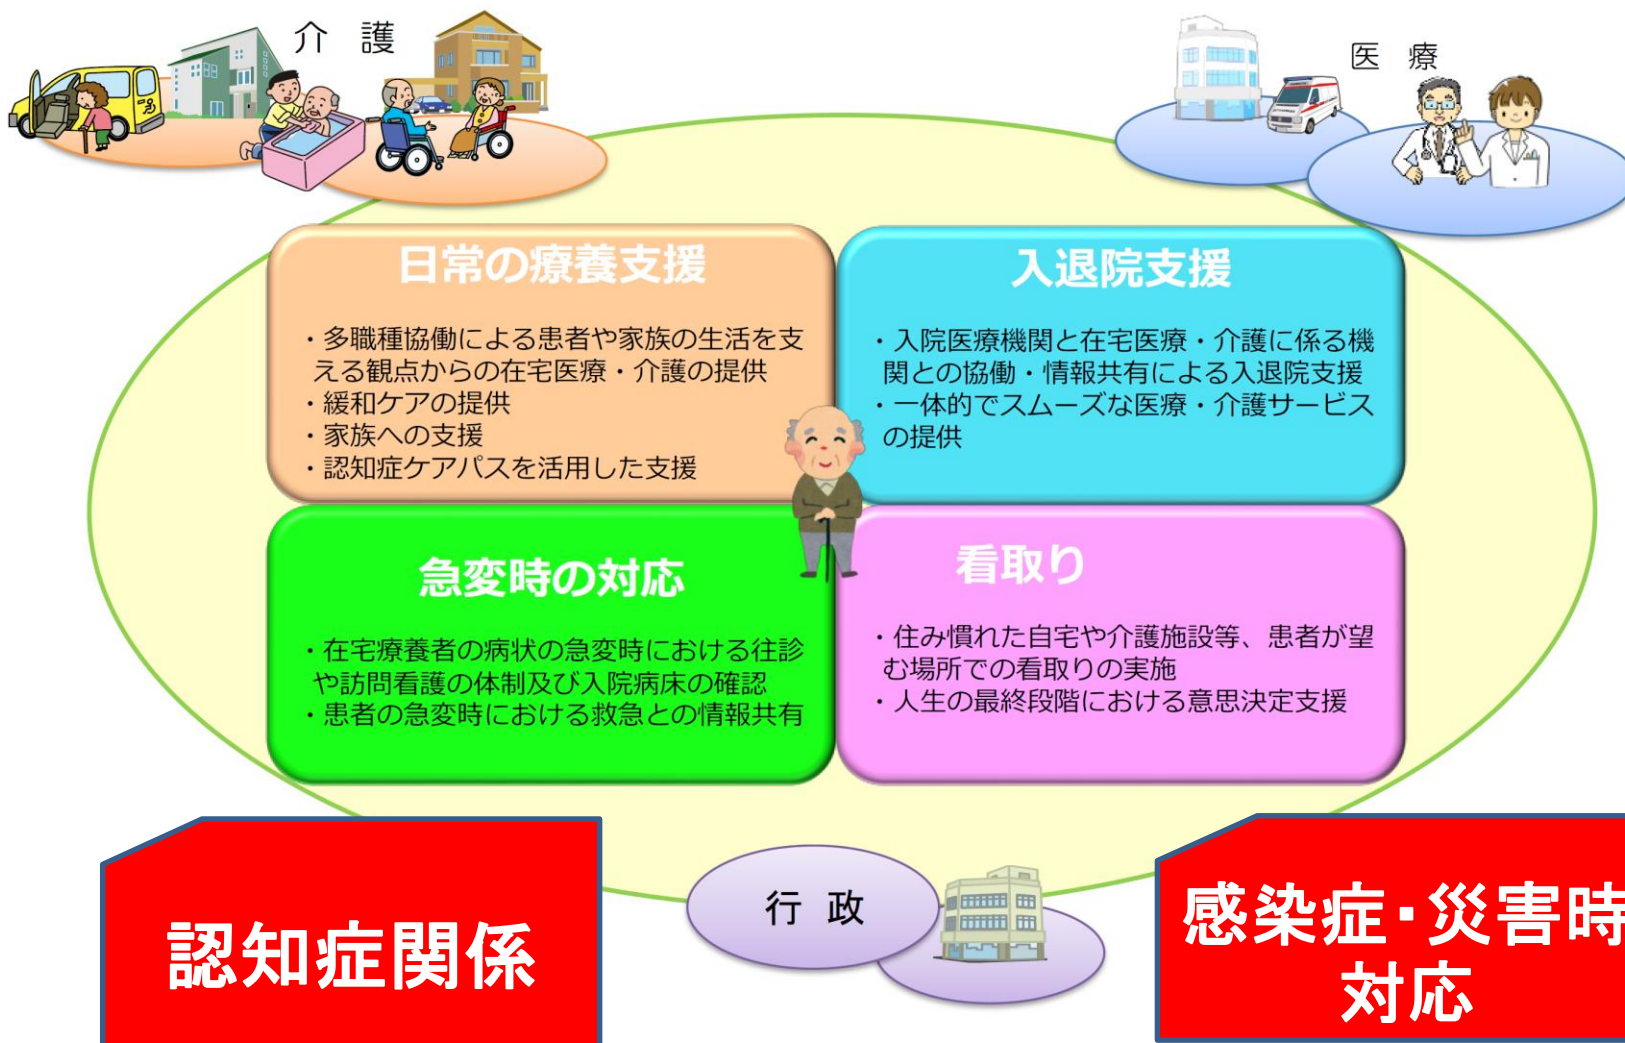 介 護
医 療
日常の療養支援
・多職種協働による患者や家族の生活を支
える観点からの在宅医療・介護の提供
・緩和ケアの提供
・家族への支援
・認知症ケアパスを活用した支援
入退院支援
・入院医療機関と在宅医療・介護に係る機
関との協働・情報共有による入退院支援
・一体的でスムーズな医療・介護サービス
の提供
急変時の対応
・在宅療養者の病状の急変時における往診
や訪問看護の体制及び入院病床の確認
・患者の急変時における救急との情報共有
看取り
・住み慣れた自宅や介護施設等、患者が望
む場所での看取りの実施
・人生の最終段階における意思決定支援
認知症関係
行 政
感染症・災害時
対応